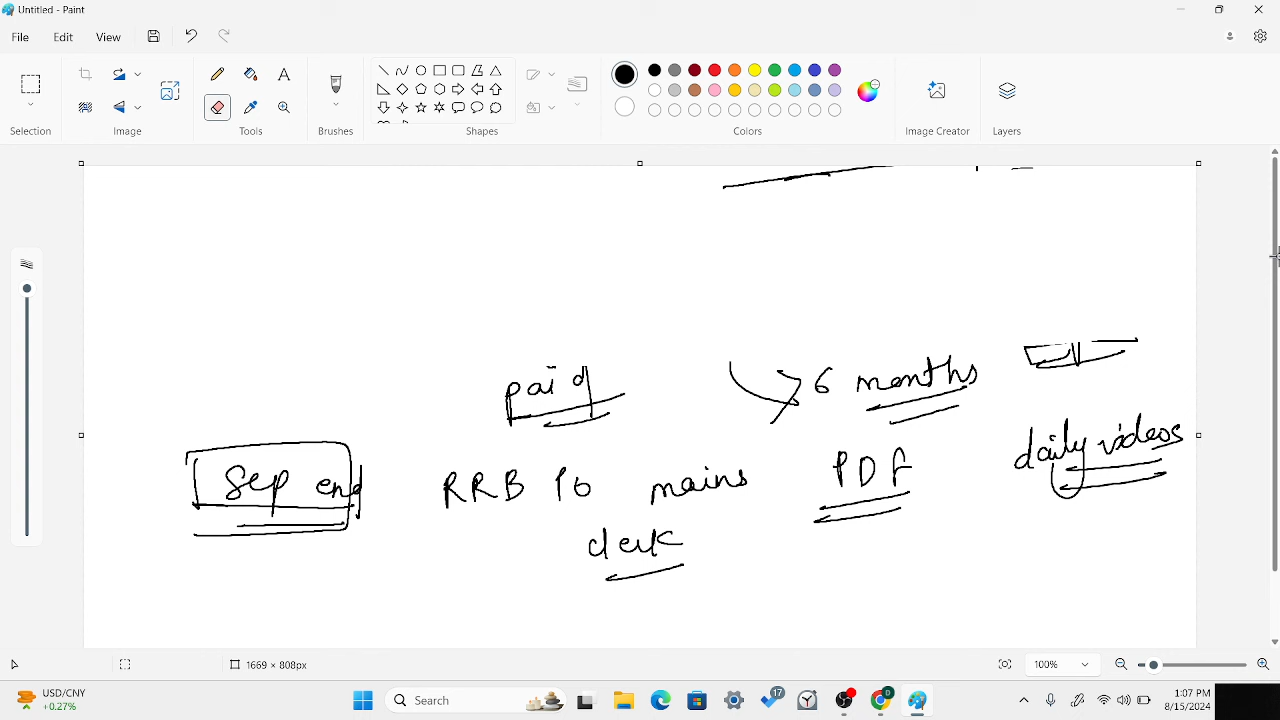 Untitled - Paint
File Edit View
Selection Image Tools Brushes Shapes Colors Image Creator Layers
paid 6 months
daily videos
Sep end RRB PO mains PDF
clerk
1669 × 808px 100%
USD/CNY
+0.27%
Search
17
D
1:07 PM
8/15/2024